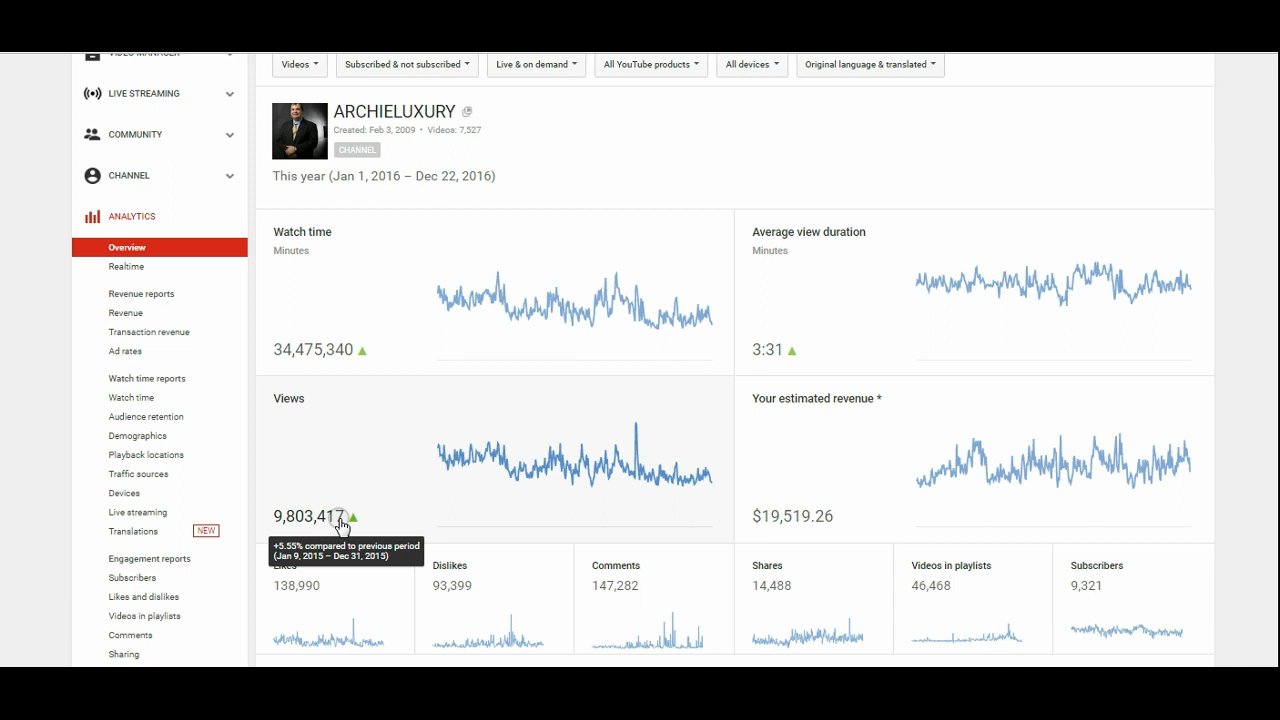 VIDEO MANAGER
Videos
Subscribed & not subscribed
Live & on demand
All YouTube products
All devices
Original language & translated
LIVE STREAMING
COMMUNITY
CHANNEL
ANALYTICS
Overview
Realtime
Revenue reports
Revenue
Transaction revenue
Ad rates
Watch time reports
Watch time
Audience retention
Demographics
Playback locations
Traffic sources
Devices
Live streaming
Translations NEW
Engagement reports
Subscribers
Likes and dislikes
Videos in playlists
Comments
Sharing
ARCHIELUXURY
Created: Feb 3, 2009 • Videos: 7,527
CHANNEL
This year (Jan 1, 2016 – Dec 22, 2016)
Watch time
Minutes
34,475,340
Average view duration
Minutes
3:31
Views
9,803,417
+5.55% compared to previous period
(Jan 9, 2015 – Dec 31, 2015)
Your estimated revenue *
$19,519.26
Likes
138,990
Dislikes
93,399
Comments
147,282
Shares
14,488
Videos in playlists
46,468
Subscribers
9,321